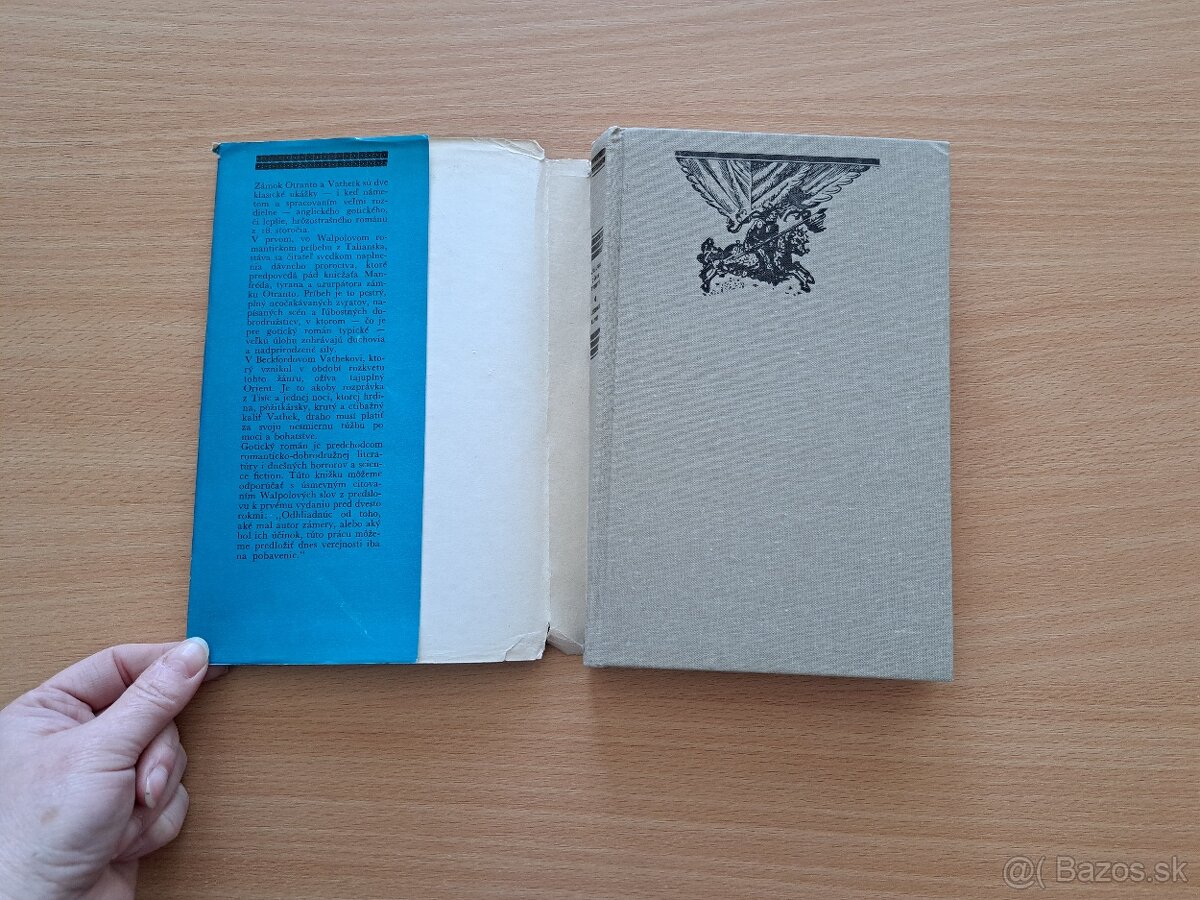 Zámok Otranto a Vathek sú dve
klasické ukážky — i keď náme-
tom a spracovaním veľmi roz-
dielne — anglického gotického,
či lepšie, hrôzostrašného románu
z 18. storočia.
V prvom, vo Walpolovom ro-
mantickom príbehu z Talianska,
stáva sa čitateľ svedkom naplne-
nia dávneho proroctva, ktoré
predpovedá pád kniežaťa Man-
freda, tyrana a uzurpátora zám-
ku Otranto. Príbeh je to pestrý,
plný neočakávaných zvratov, na-
písaných scén a ľúbostných do-
brodružstiev, v ktorom — čo je
pre gotický román typické —
veľkú úlohu zohrávajú duchovia
a nadprirodzené sily.
V Beckfordovom Vathekovi, kto-
rý vznikol v období rozkvetu
tohto žánru, ožíva tajuplný
Orient. Je to akoby rozprávka
z Tisíc a jednej noci, ktorej hrdi-
na, pôžitkársky, krutý a ctibažný
kalif Vathek, draho musí platiť
za svoju nesmiernu túžbu po
moci a bohatstve.
Gotický román je predchodcom
romanticko-dobrodružnej litera-
túry i dnešných horrorov a scien-
ce-fiction. Túto knižku môžeme
odporúčať s úsmevným citova-
ním Walpolových slov z predslo-
vu k prvému vydaniu pred dvesto
rokmi: „Odhliadnuc od toho,
aké mal autor zámery, alebo aký
bol ich účinok, túto prácu môže-
me predložiť dnes verejnosti iba
na pobavenie.“
@( Bazos.sk